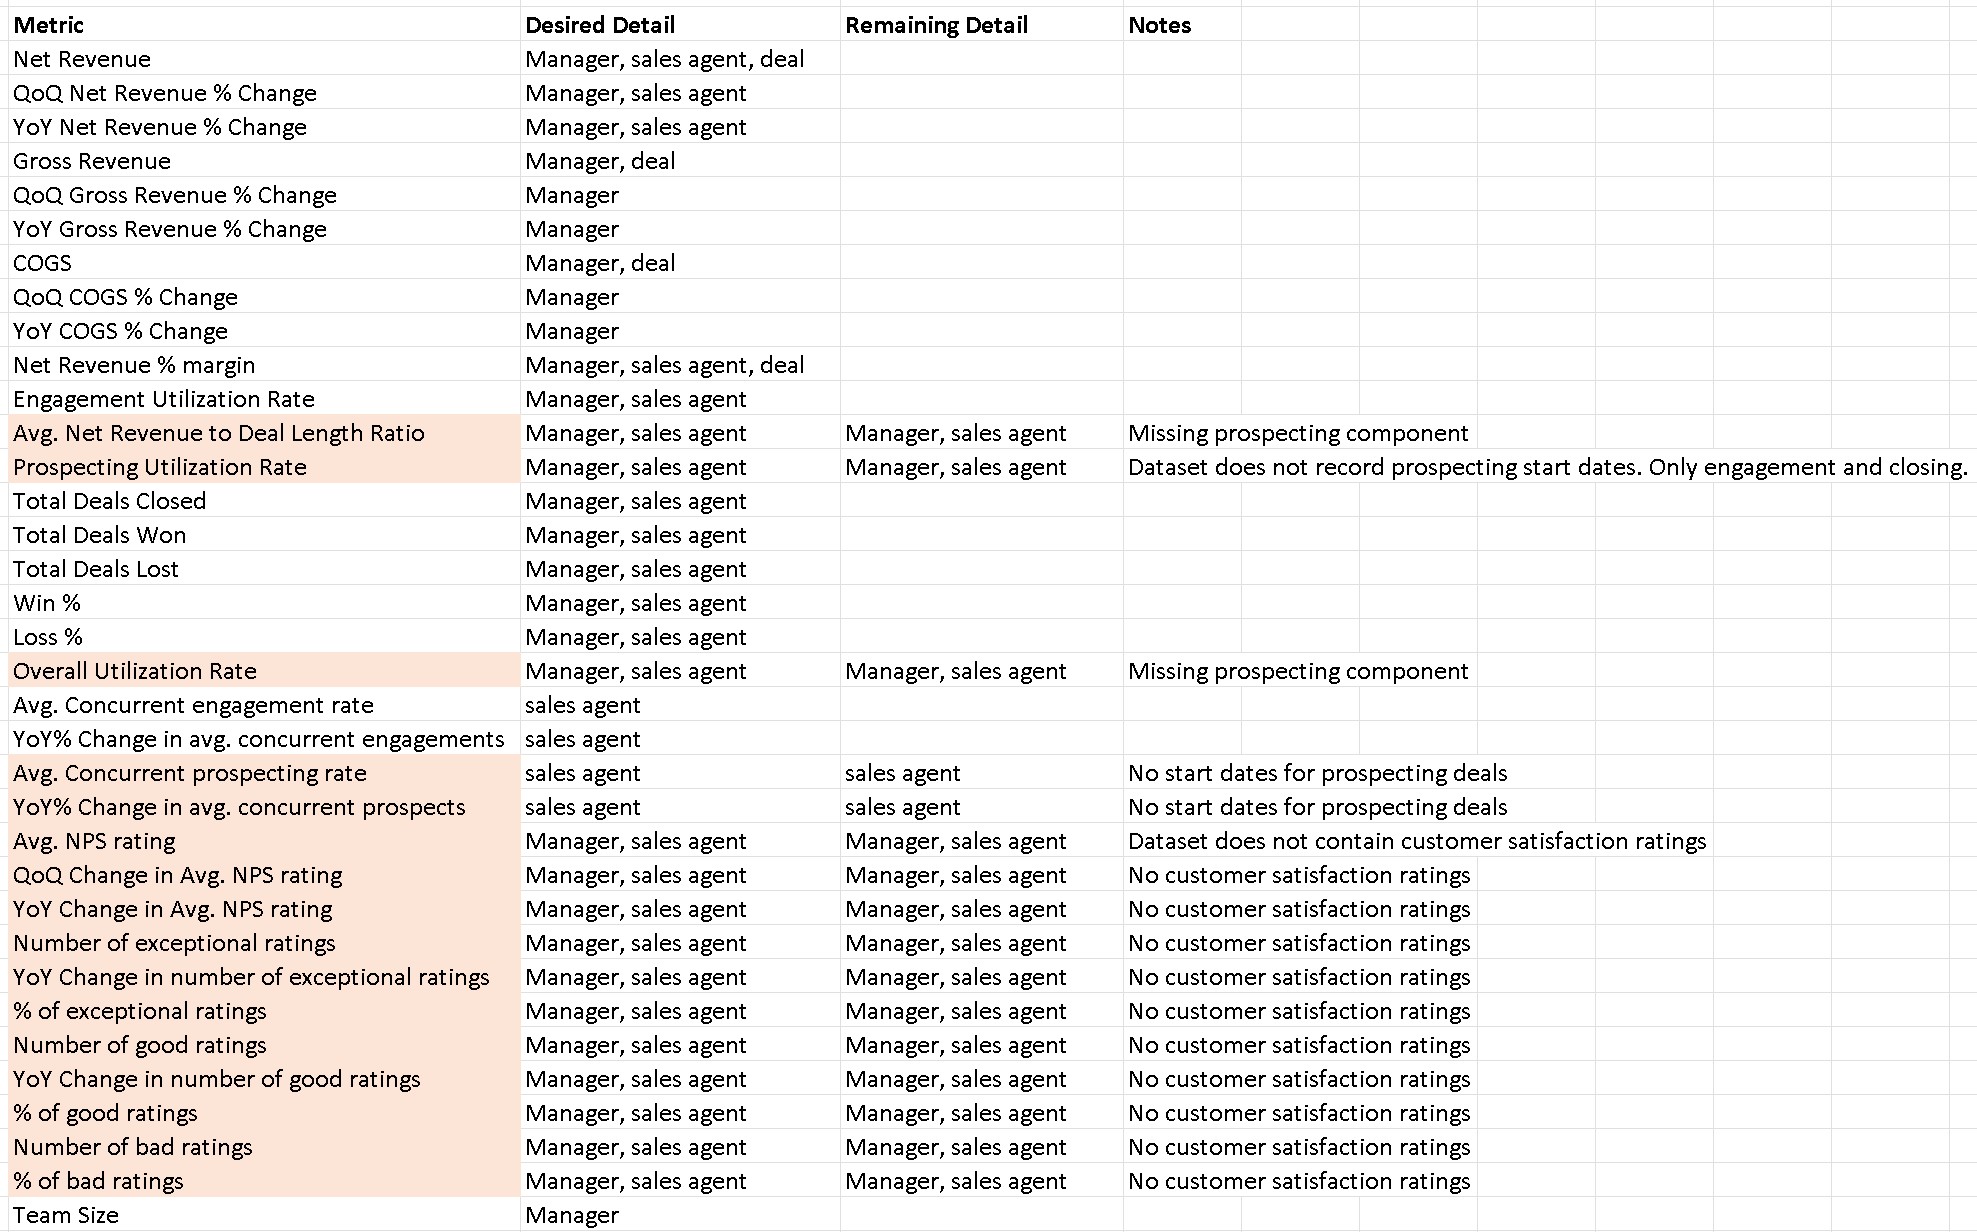 Metric Desired Detail Remaining Detail Notes
Net Revenue Manager, sales agent, deal
QoQ Net Revenue % Change Manager, sales agent
YoY Net Revenue % Change Manager, sales agent
Gross Revenue Manager, deal
QoQ Gross Revenue % Change Manager
YoY Gross Revenue % Change Manager
COGS Manager, deal
QoQ COGS % Change Manager
YoY COGS % Change Manager
Net Revenue % margin Manager, sales agent, deal
Engagement Utilization Rate Manager, sales agent
Avg. Net Revenue to Deal Length Ratio Manager, sales agent Manager, sales agent Missing prospecting component
Prospecting Utilization Rate Manager, sales agent Manager, sales agent Dataset does not record prospecting start dates. Only engagement and closing.
Total Deals Closed Manager, sales agent
Total Deals Won Manager, sales agent
Total Deals Lost Manager, sales agent
Win % Manager, sales agent
Loss % Manager, sales agent
Overall Utilization Rate Manager, sales agent Manager, sales agent Missing prospecting component
Avg. Concurrent engagement rate sales agent
YoY% Change in avg. concurrent engagements sales agent
Avg. Concurrent prospecting rate sales agent sales agent No start dates for prospecting deals
YoY% Change in avg. concurrent prospects sales agent sales agent No start dates for prospecting deals
Avg. NPS rating Manager, sales agent Manager, sales agent Dataset does not contain customer satisfaction ratings
QoQ Change in Avg. NPS rating Manager, sales agent Manager, sales agent No customer satisfaction ratings
YoY Change in Avg. NPS rating Manager, sales agent Manager, sales agent No customer satisfaction ratings
Number of exceptional ratings Manager, sales agent Manager, sales agent No customer satisfaction ratings
YoY Change in number of exceptional ratings Manager, sales agent Manager, sales agent No customer satisfaction ratings
% of exceptional ratings Manager, sales agent Manager, sales agent No customer satisfaction ratings
Number of good ratings Manager, sales agent Manager, sales agent No customer satisfaction ratings
YoY Change in number of good ratings Manager, sales agent Manager, sales agent No customer satisfaction ratings
% of good ratings Manager, sales agent Manager, sales agent No customer satisfaction ratings
Number of bad ratings Manager, sales agent Manager, sales agent No customer satisfaction ratings
% of bad ratings Manager, sales agent Manager, sales agent No customer satisfaction ratings
Team Size Manager